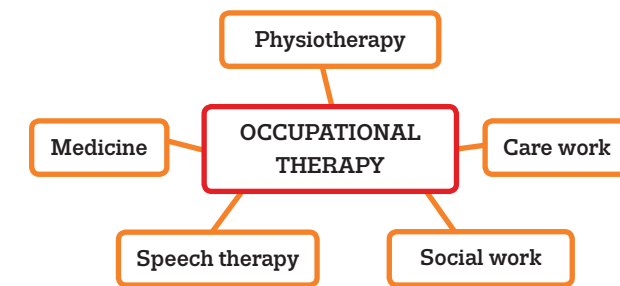 Physiotherapy
OCCUPATIONAL
THERAPY
Medicine
Care work
Speech therapy
Social work